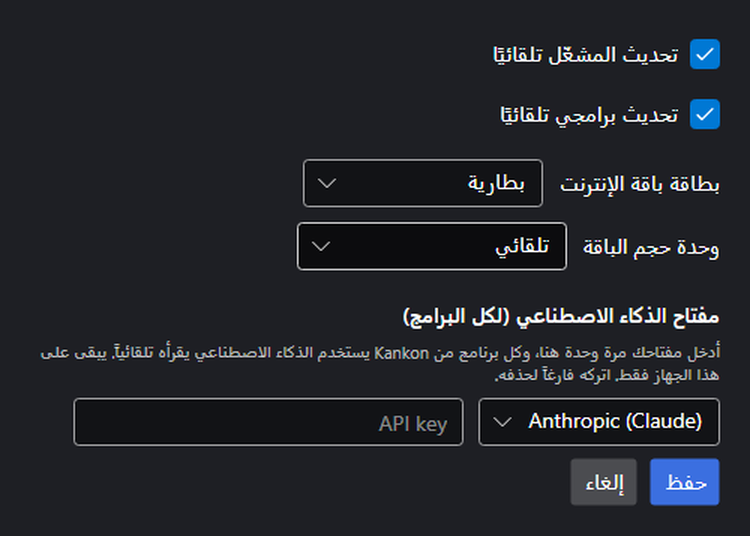 تحديث المشغّل تلقائيًا
تحديث برامجي تلقائيًا
بطاقة باقة الإنترنت بطارية
وحدة حجم الباقة تلقائي
مفتاح الذكاء الاصطناعي (لكل البرامج)
أدخل مفتاحك مرة وحدة هنا، وكل برنامج من Kankon يستخدم الذكاء الاصطناعي يقرأه تلقائياً. يبقى على
هذا الجهاز فقط. اتركه فارغاً لحذفه.
Anthropic (Claude) API key
حفظ إلغاء